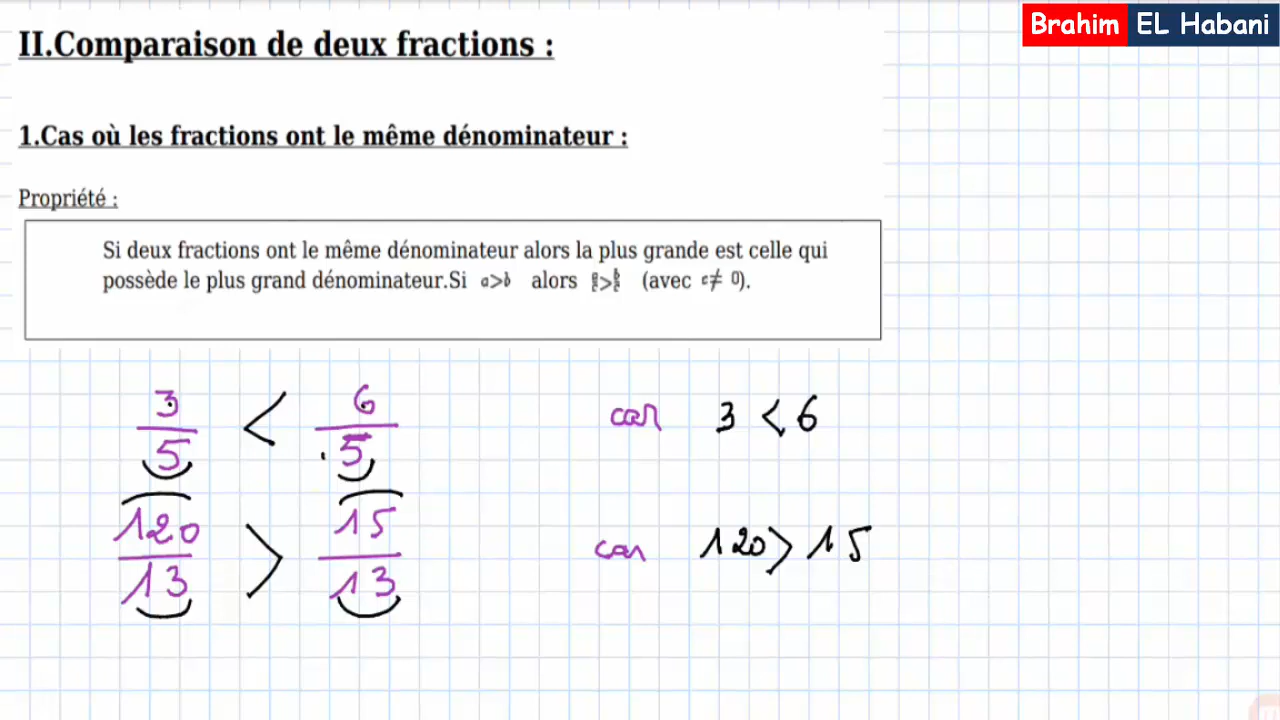 Brahim EL Habani
II.Comparaison de deux fractions :
1.Cas où les fractions ont le même dénominateur :
Propriété :
Si deux fractions ont le même dénominateur alors la plus grande est celle qui
possède le plus grand dénominateur.Si a>b alors a/c>b/c (avec c≠ 0).
3/5 < 6/5 car 3 < 6
120/13 > 15/13 car 120 > 15